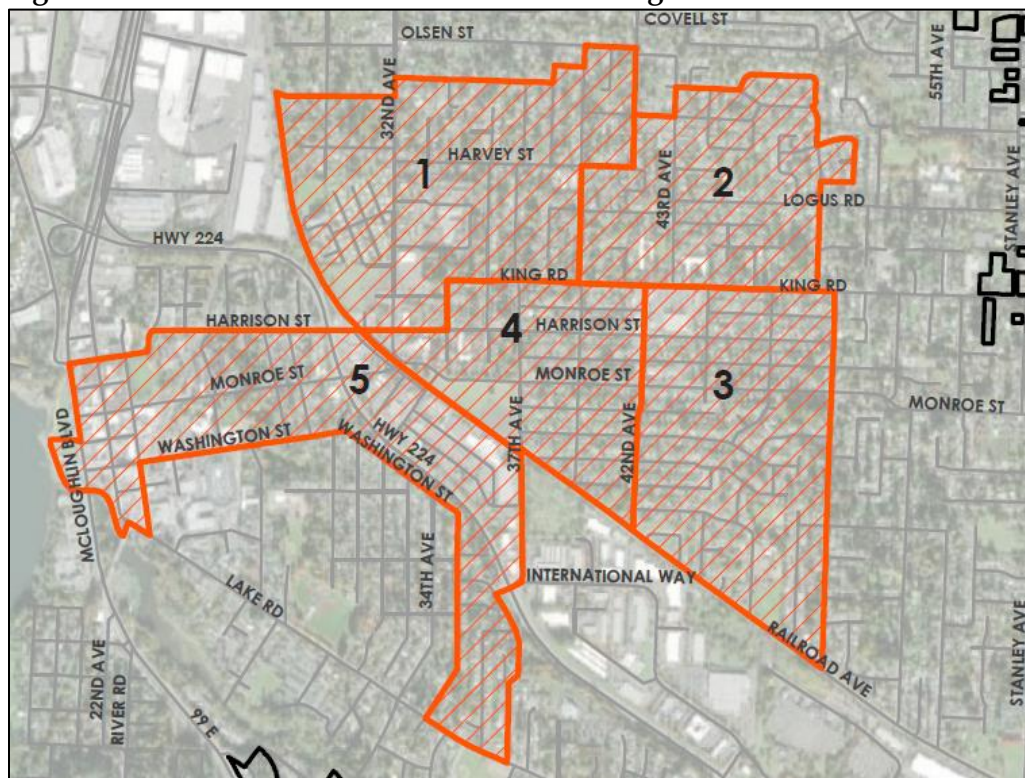 COVELL ST
OLSEN ST
55TH AVE
32ND AVE
HARVEY ST
1
2
43RD AVE
LOGUS RD
STANLEY AVE
HWY 224
KING RD
KING RD
HARRISON ST
4
HARRISON ST
MONROE ST
5
MONROE ST
3
MONROE ST
WASHINGTON ST
HWY 224
WASHINGTON ST
37TH AVE
42ND AVE
MCLOUGHLIN BLVD
34TH AVE
INTERNATIONAL WAY
LAKE RD
RAILROAD AVE
STANLEY AVE
22ND AVE
RIVER RD
99 E